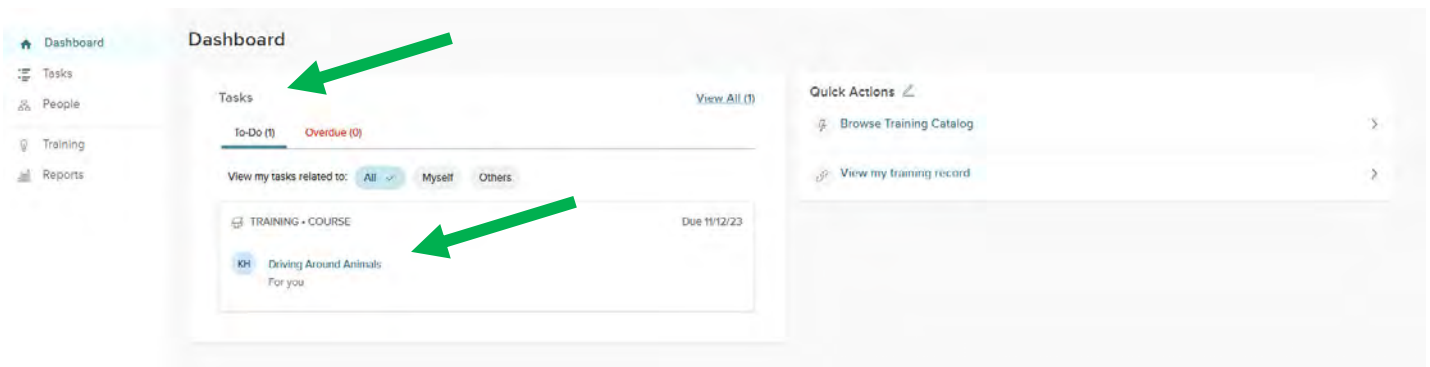 Dashboard
Tasks
People
Training
Reports
Dashboard
Tasks
View All (1)
To-Do (1) Overdue (0)
View my tasks related to: All Myself Others
TRAINING • COURSE
Due 11/12/23
KH
Driving Around Animals
For you
Quick Actions
Browse Training Catalog
View my training record